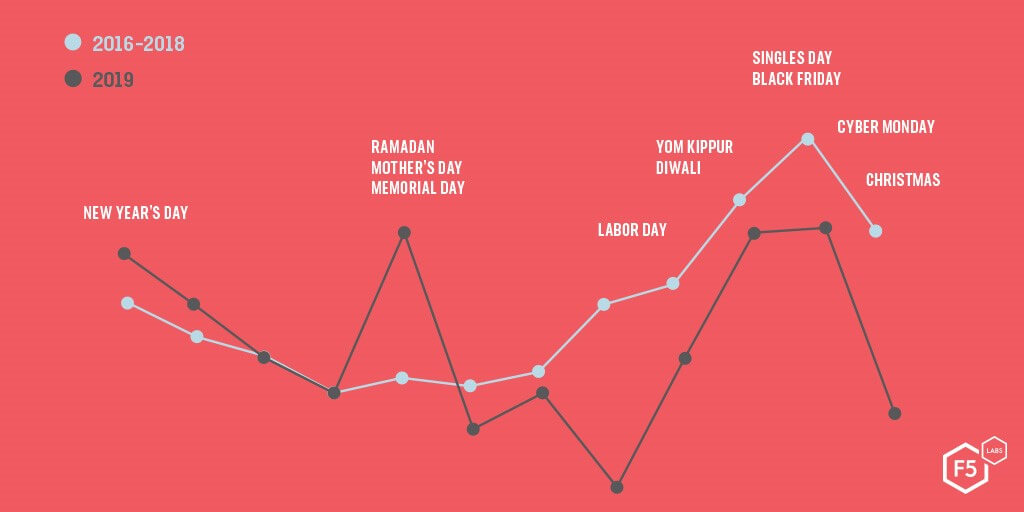 2016-2018
2019
SINGLES DAY
BLACK FRIDAY
CYBER MONDAY
RAMADAN
MOTHER'S DAY
MEMORIAL DAY
YOM KIPPUR
DIWALI
CHRISTMAS
NEW YEAR'S DAY
LABOR DAY
F5
LABS